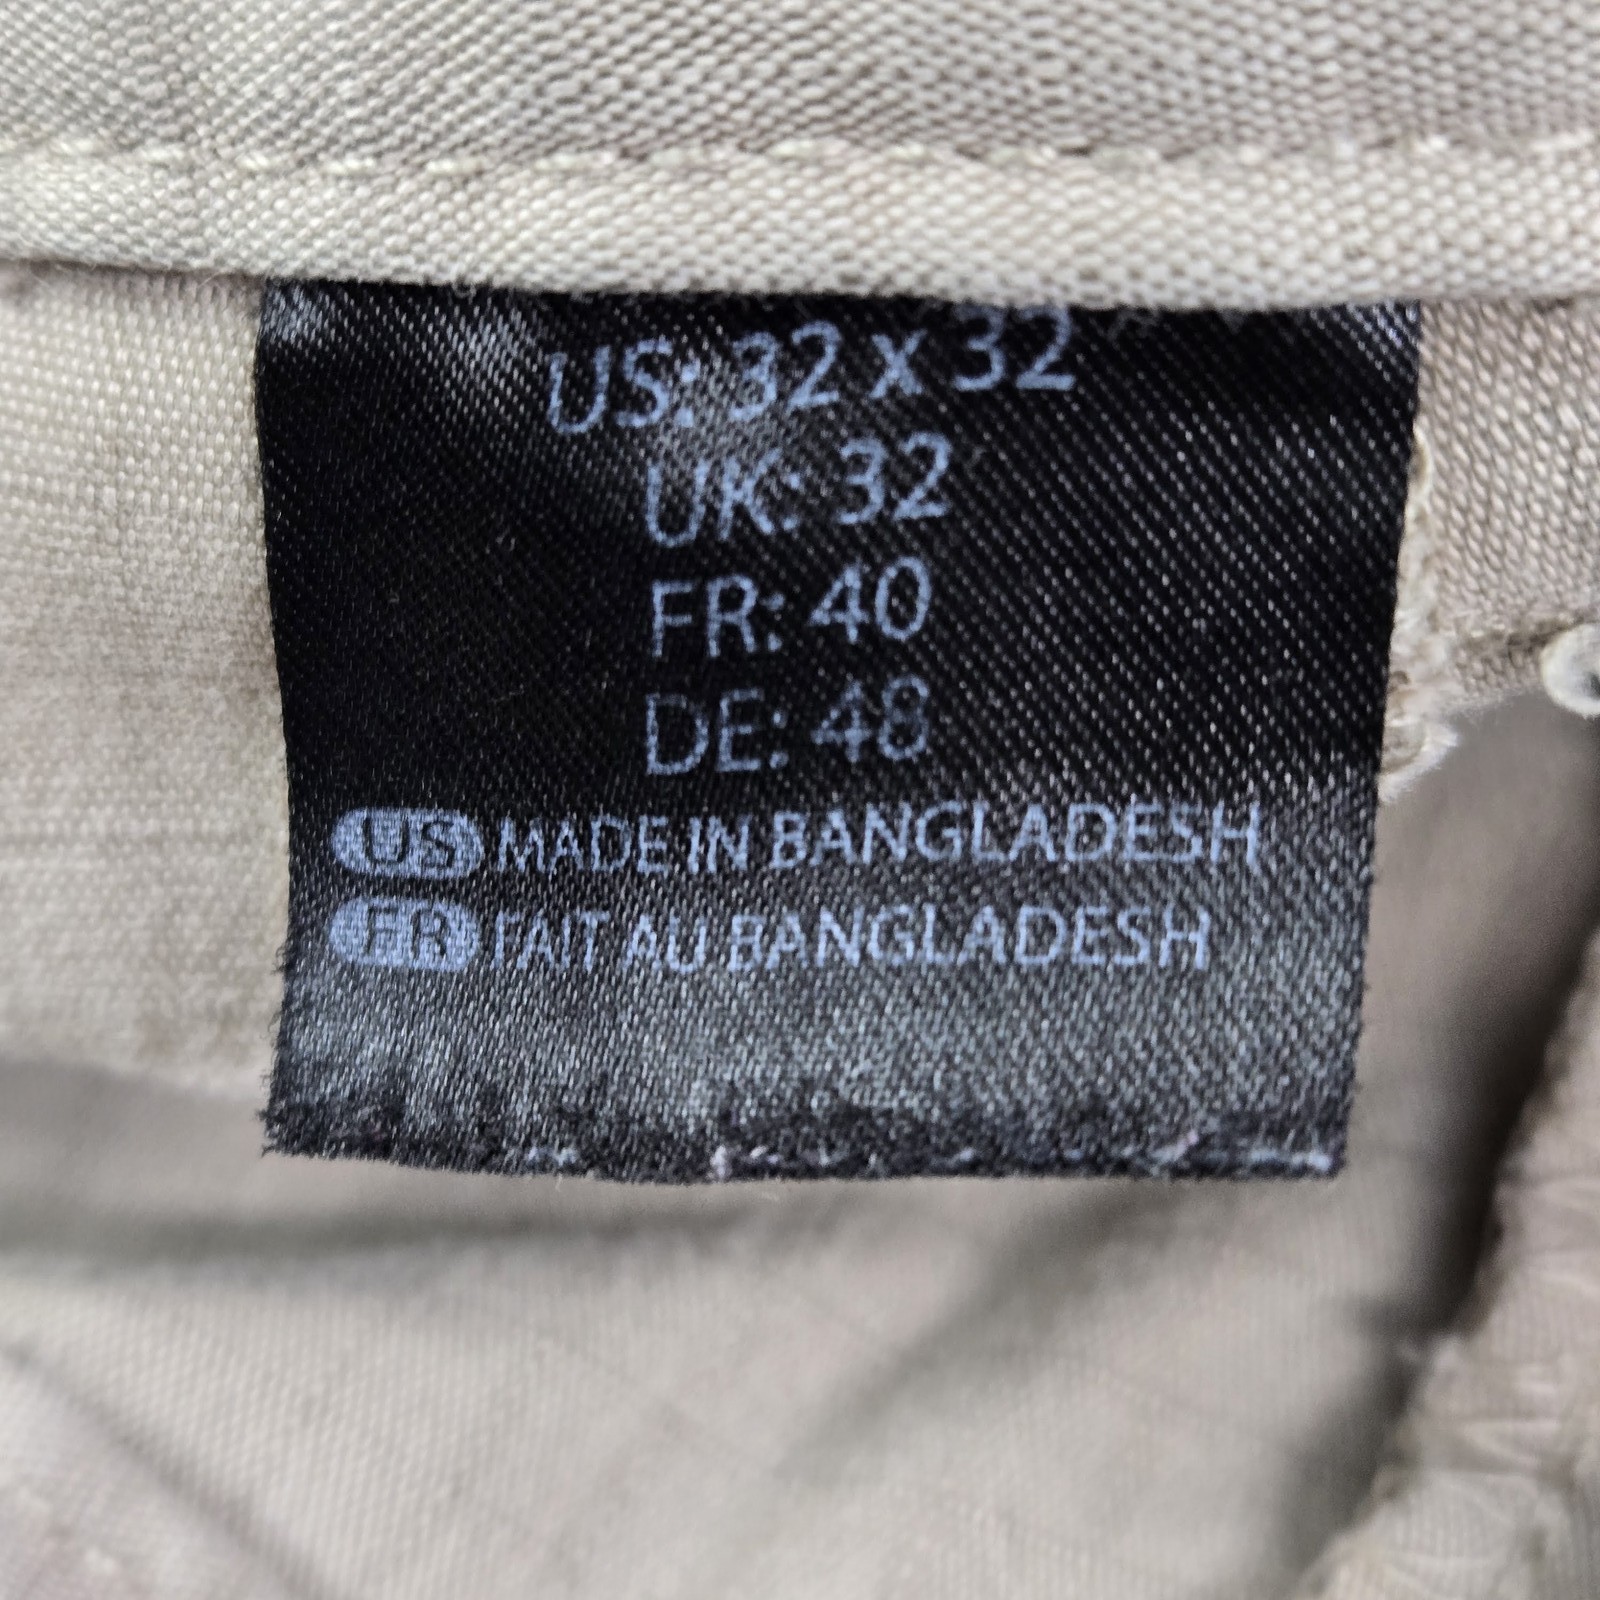 US: 32 x 32
UK: 32
FR: 40
DE: 48
US MADE IN BANGLADESH
FR FAIT AU BANGLADESH